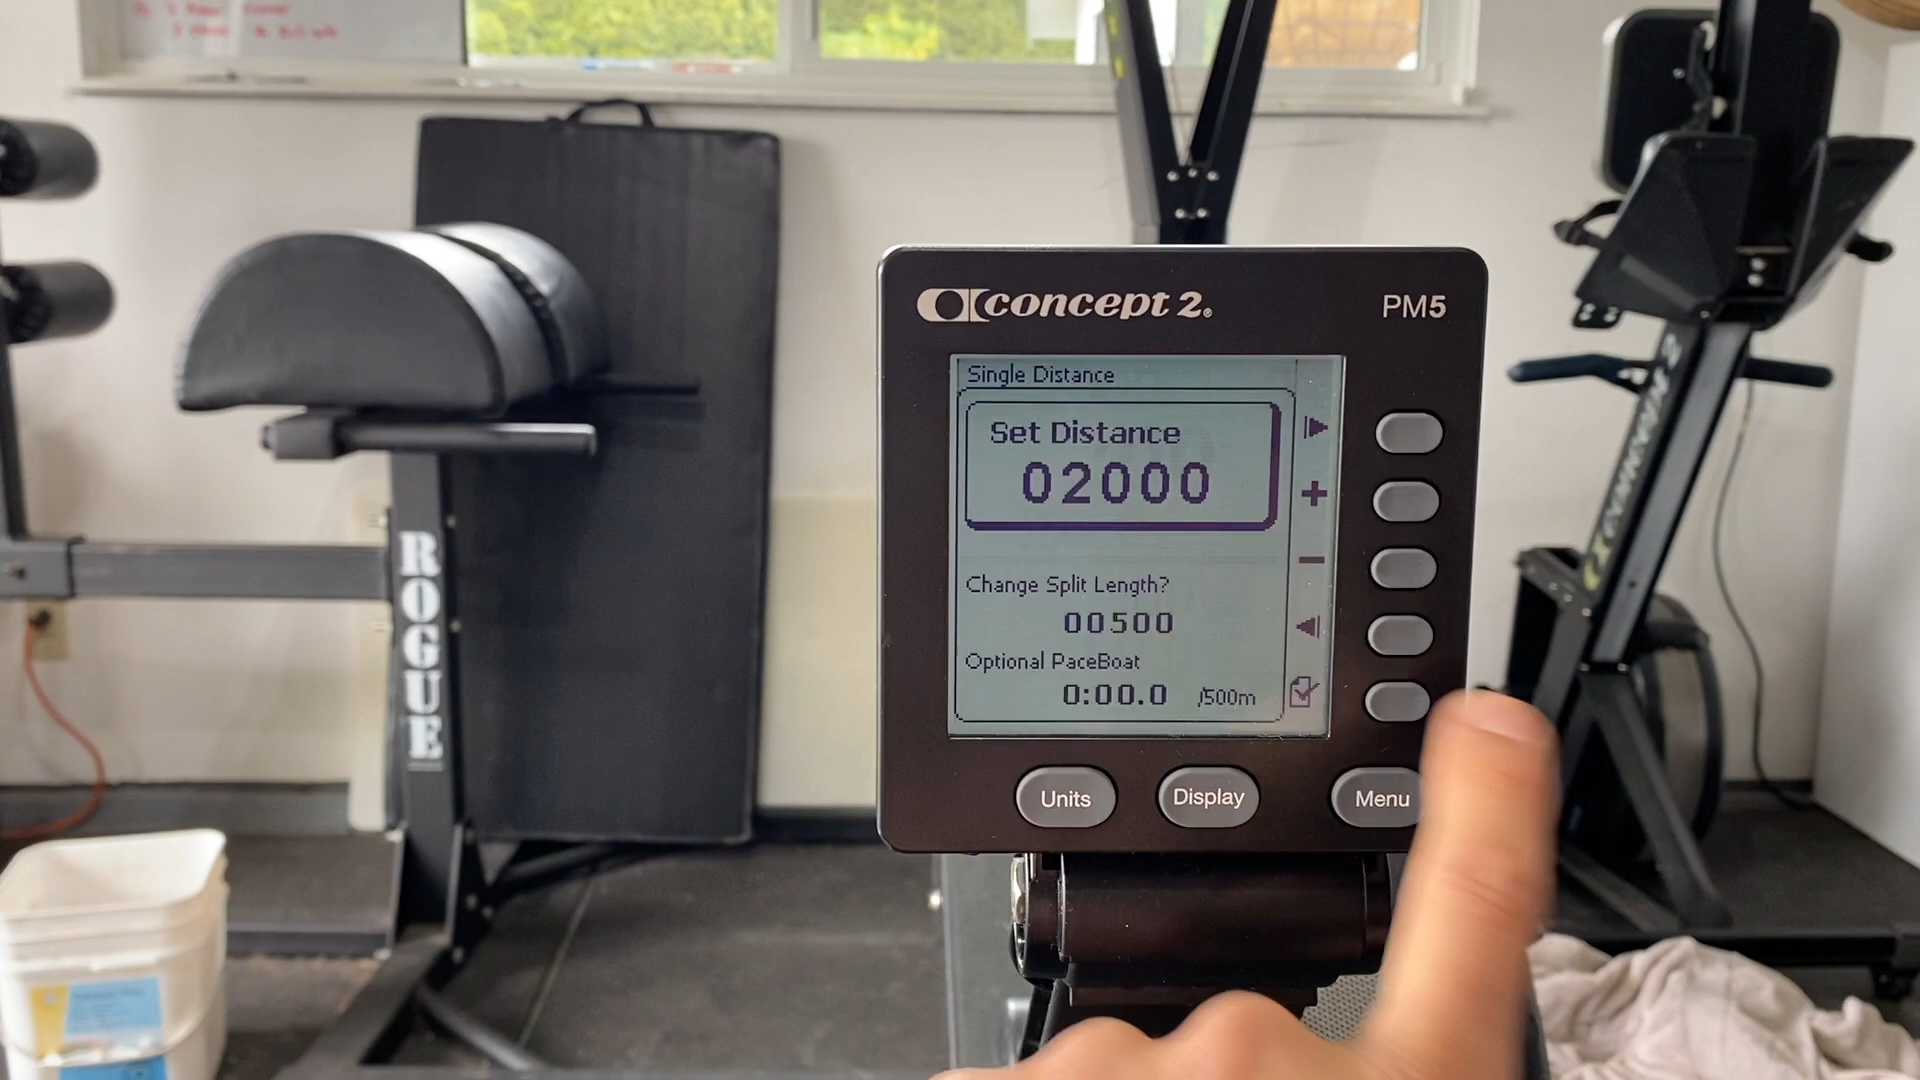 concept 2®
PM5
Single Distance
Set Distance
02000
Change Split Length?
00500
Optional PaceBoat
0:00.0 /500m
Units
Display
Menu
ROGUE